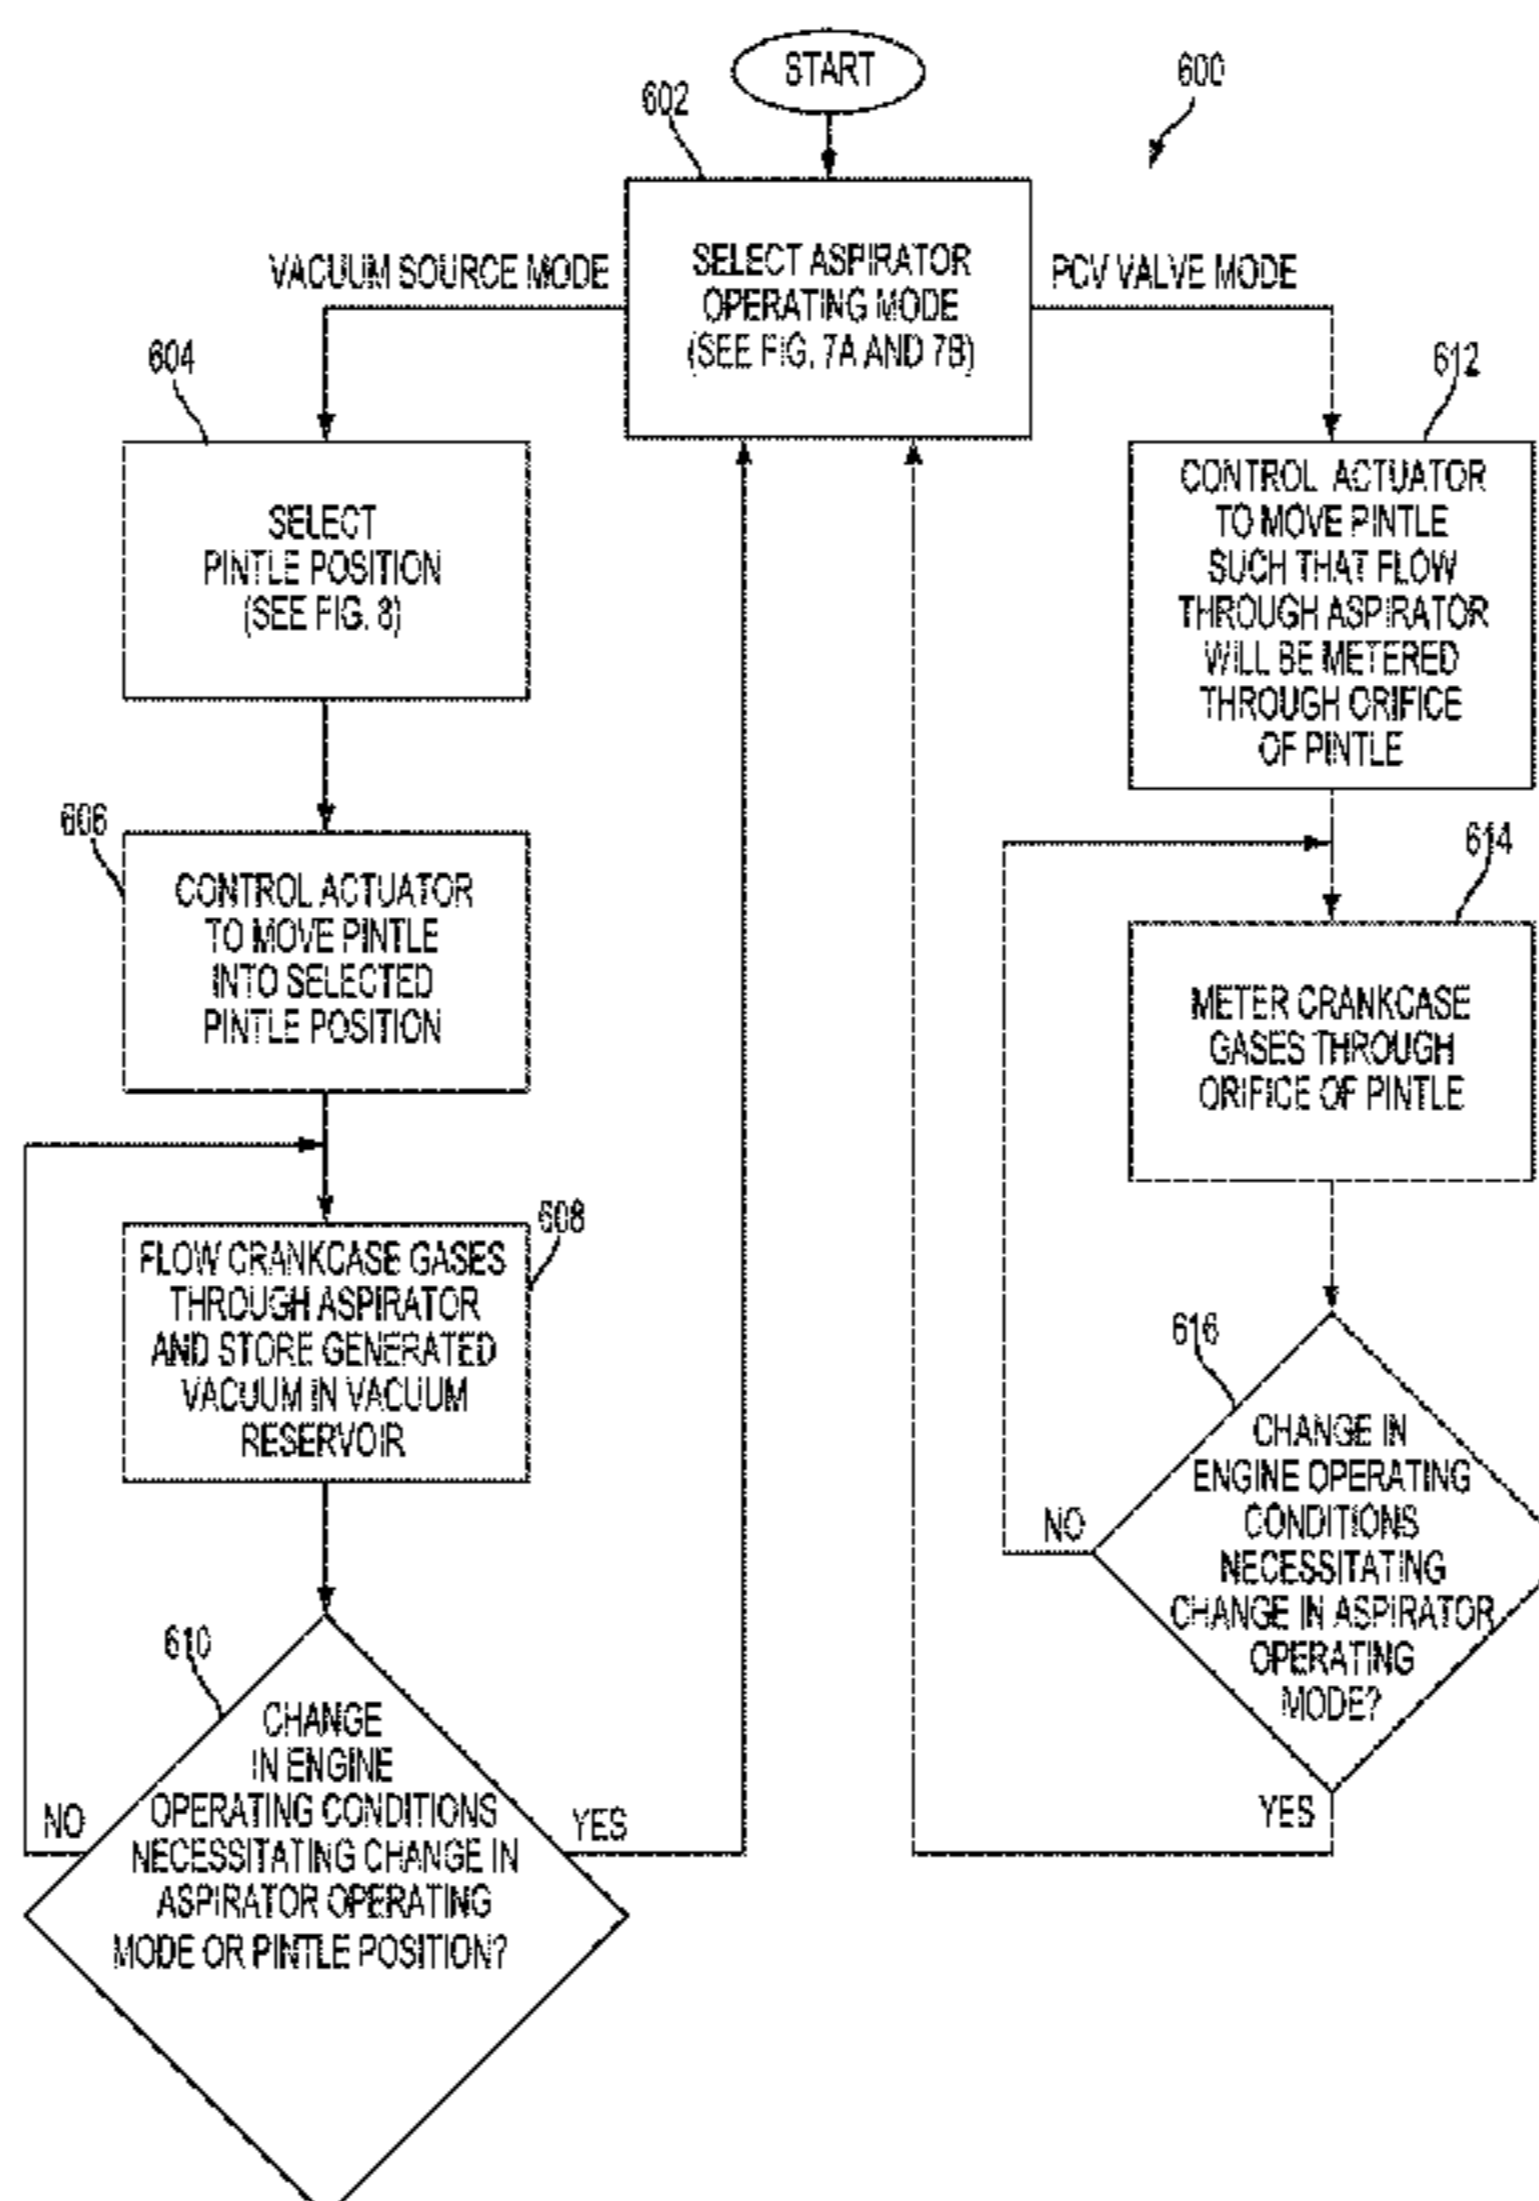 START
600
602
SELECT ASPIRATOR
OPERATING MODE
(SEE FIG. 7A AND 7B)
VACUUM SOURCE MODE
PCV VALVE MODE
604
SELECT
PINTLE POSITION
(SEE FIG. 8)
606
CONTROL ACTUATOR
TO MOVE PINTLE
INTO SELECTED
PINTLE POSITION
608
FLOW CRANKCASE GASES
THROUGH ASPIRATOR
AND STORE GENERATED
VACUUM IN VACUUM
RESERVOIR
610
CHANGE
IN ENGINE
OPERATING CONDITIONS
NECESSITATING CHANGE IN
ASPIRATOR OPERATING
MODE OR PINTLE POSITION?
NO
YES
612
CONTROL ACTUATOR
TO MOVE PINTLE
SUCH THAT FLOW
THROUGH ASPIRATOR
WILL BE METERED
THROUGH ORIFICE
OF PINTLE
614
METER CRANKCASE
GASES THROUGH
ORIFICE OF PINTLE
616
CHANGE IN
ENGINE OPERATING
CONDITIONS
NECESSITATING
CHANGE IN ASPIRATOR
OPERATING
MODE?
NO
YES